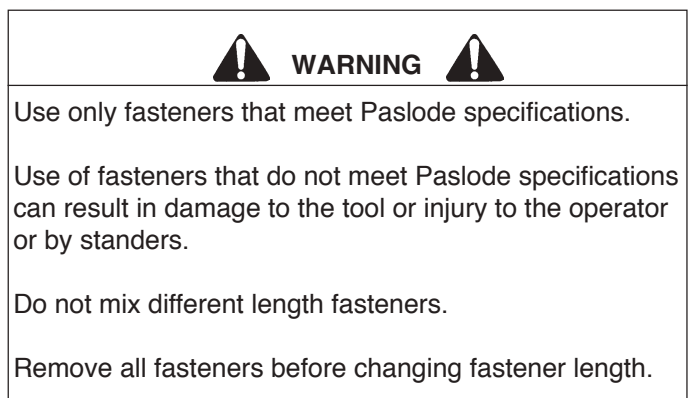 WARNING
Use only fasteners that meet Paslode specifications.
Use of fasteners that do not meet Paslode specifications
can result in damage to the tool or injury to the operator
or by standers.
Do not mix different length fasteners.
Remove all fasteners before changing fastener length.